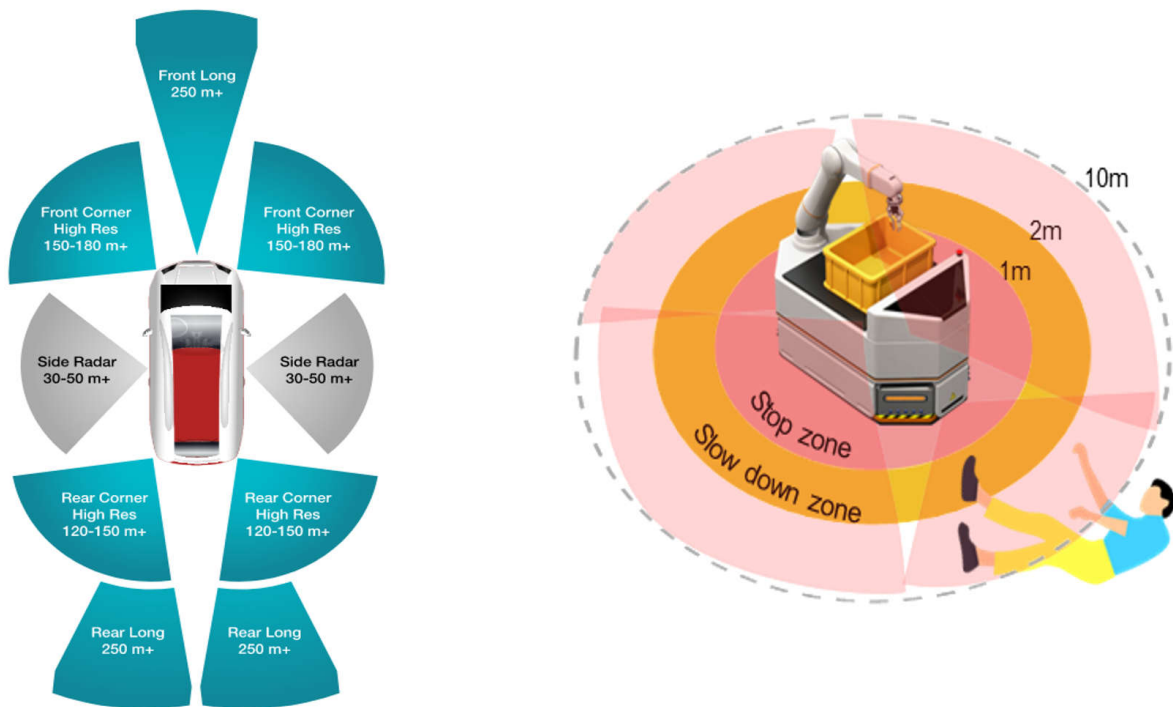 Front Long
250 m+
Front Corner
High Res
150-180 m+
Front Corner
High Res
150-180 m+
Side Radar
30-50 m+
Side Radar
30-50 m+
Rear Corner
High Res
120-150 m+
Rear Corner
High Res
120-150 m+
Rear Long
250 m+
Rear Long
250 m+
10m
2m
1m
Stop zone
Slow down zone